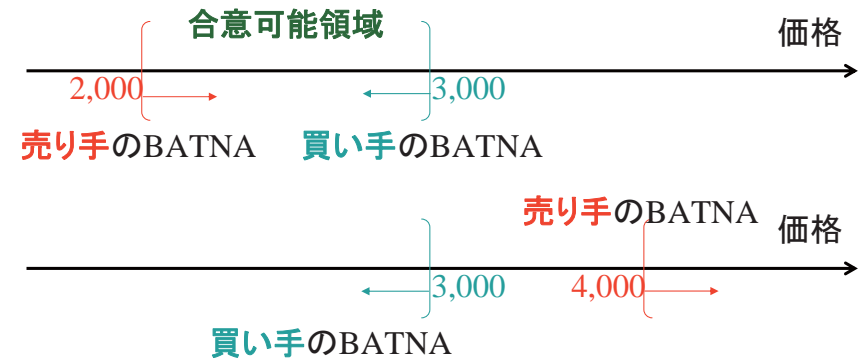 合意可能領域
価格
2,000
3,000
売り手のBATNA
買い手のBATNA
売り手のBATNA
価格
3,000
4,000
買い手のBATNA